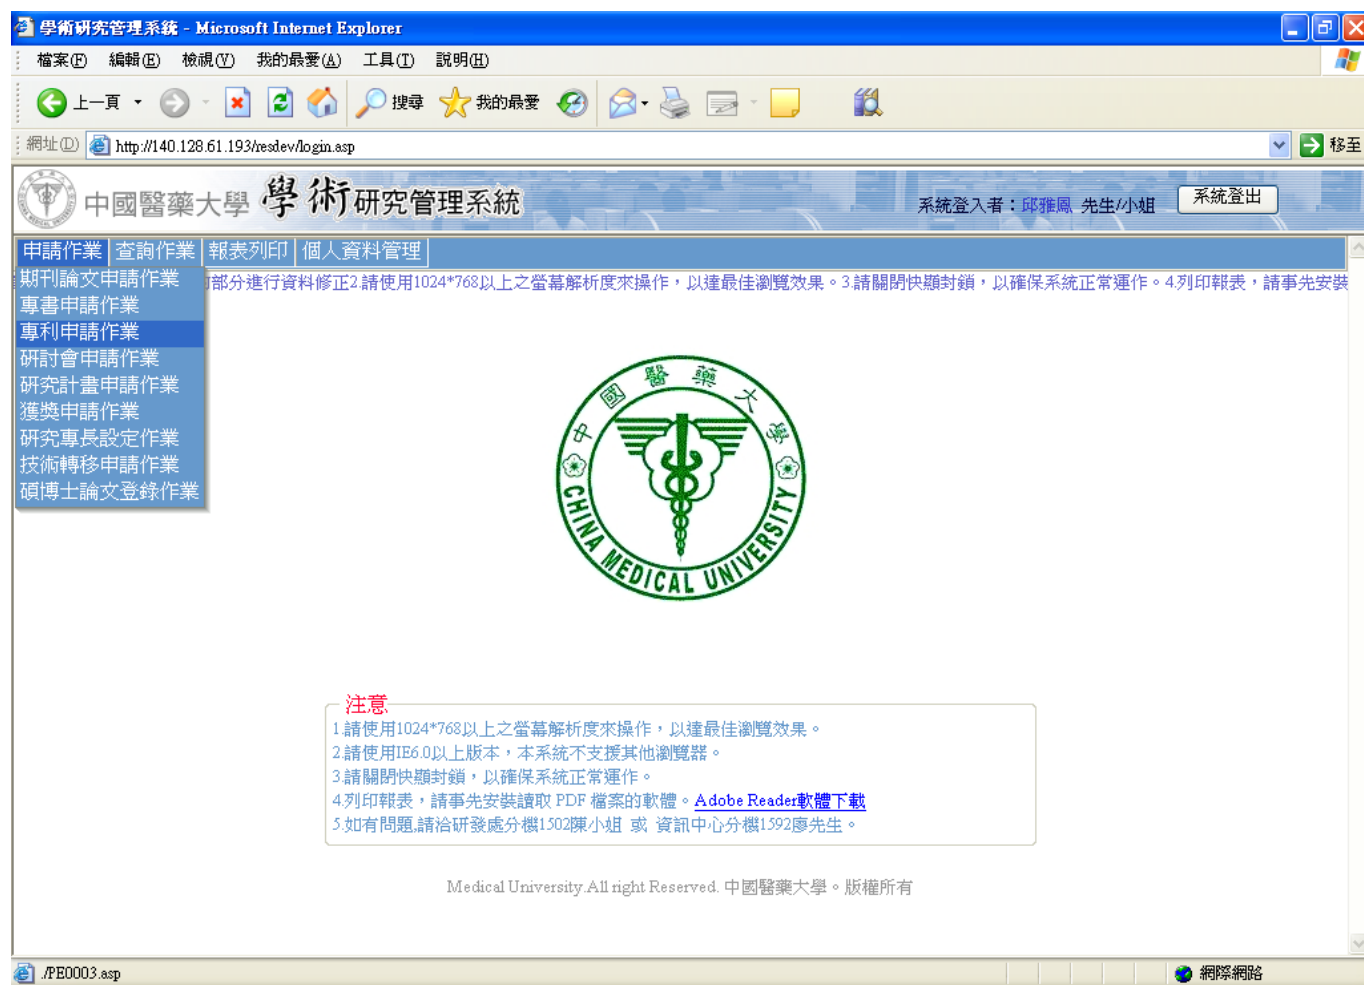 學術研究管理系統 - Microsoft Internet Explorer
檔案(F) 編輯(E) 檢視(V) 我的最愛(A) 工具(T) 說明(H)
上一頁 搜尋 我的最愛
網址(D) http://140.128.61.193/resdev/login.asp 移至
中國醫藥大學 學術研究管理系統 系統登入者：邱雅鳳 先生/小姐 系統登出
申請作業 查詢作業 報表列印 個人資料管理
部分進行資料修正2.請使用1024*768以上之螢幕解析度來操作，以達最佳瀏覽效果。3.請關閉快顯封鎖，以確保系統正常運作。4.列印報表，請事先安裝
期刊論文申請作業
專書申請作業
專利申請作業
研討會申請作業
研究計畫申請作業
獲獎申請作業
研究專長設定作業
技術轉移申請作業
碩博士論文登錄作業
中國醫藥大學
CHINA MEDICAL UNIVERSITY
注意
1.請使用1024*768以上之螢幕解析度來操作，以達最佳瀏覽效果。
2.請使用IE6.0以上版本，本系統不支援其他瀏覽器。
3.請關閉快顯封鎖，以確保系統正常運作。
4.列印報表，請事先安裝讀取 PDF 檔案的軟體。Adobe Reader軟體下載
5.如有問題,請洽研發處分機1502陳小姐 或 資訊中心分機1592廖先生。
Medical University.All right Reserved. 中國醫藥大學。版權所有
./PE0003.asp 網際網路